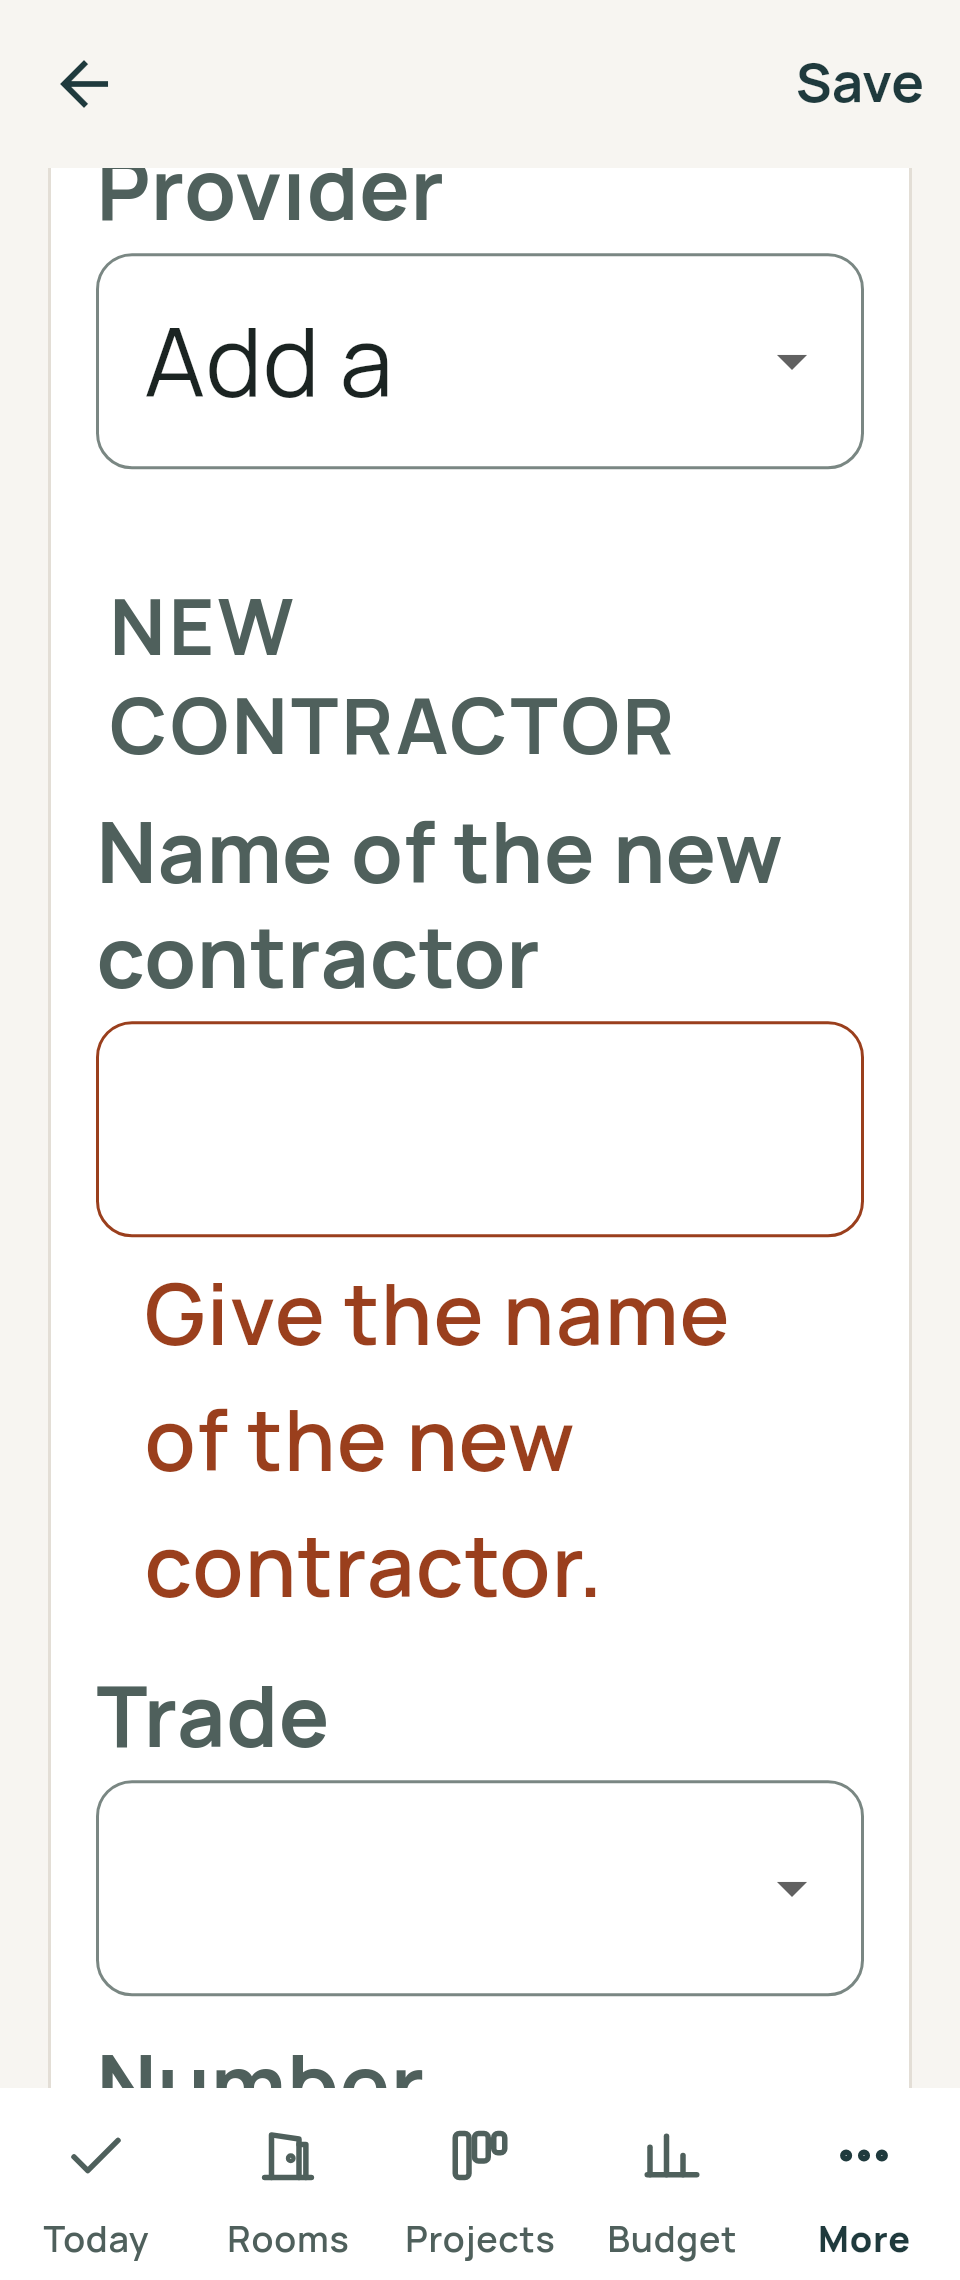 Save
Provider
Add a
NEW
CONTRACTOR
Name of the new
contractor
Give the name
of the new
contractor.
Trade
Number
Today
Rooms
Projects
Budget
More